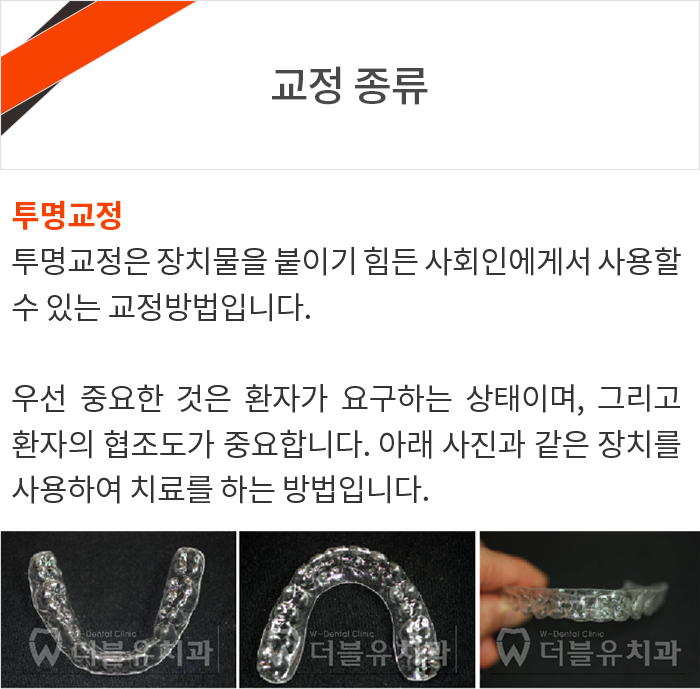 교정 종류
투명교정
투명교정은 장치물을 붙이기 힘든 사회인에게서 사용할
수 있는 교정방법입니다.
우선 중요한 것은 환자가 요구하는 상태이며, 그리고
환자의 협조도가 중요합니다. 아래 사진과 같은 장치를
사용하여 치료를 하는 방법입니다.
W-Dental Clinic
더블유치과
W-Dental Clinic
더블유치과
W-Dental Clinic
더블유치과